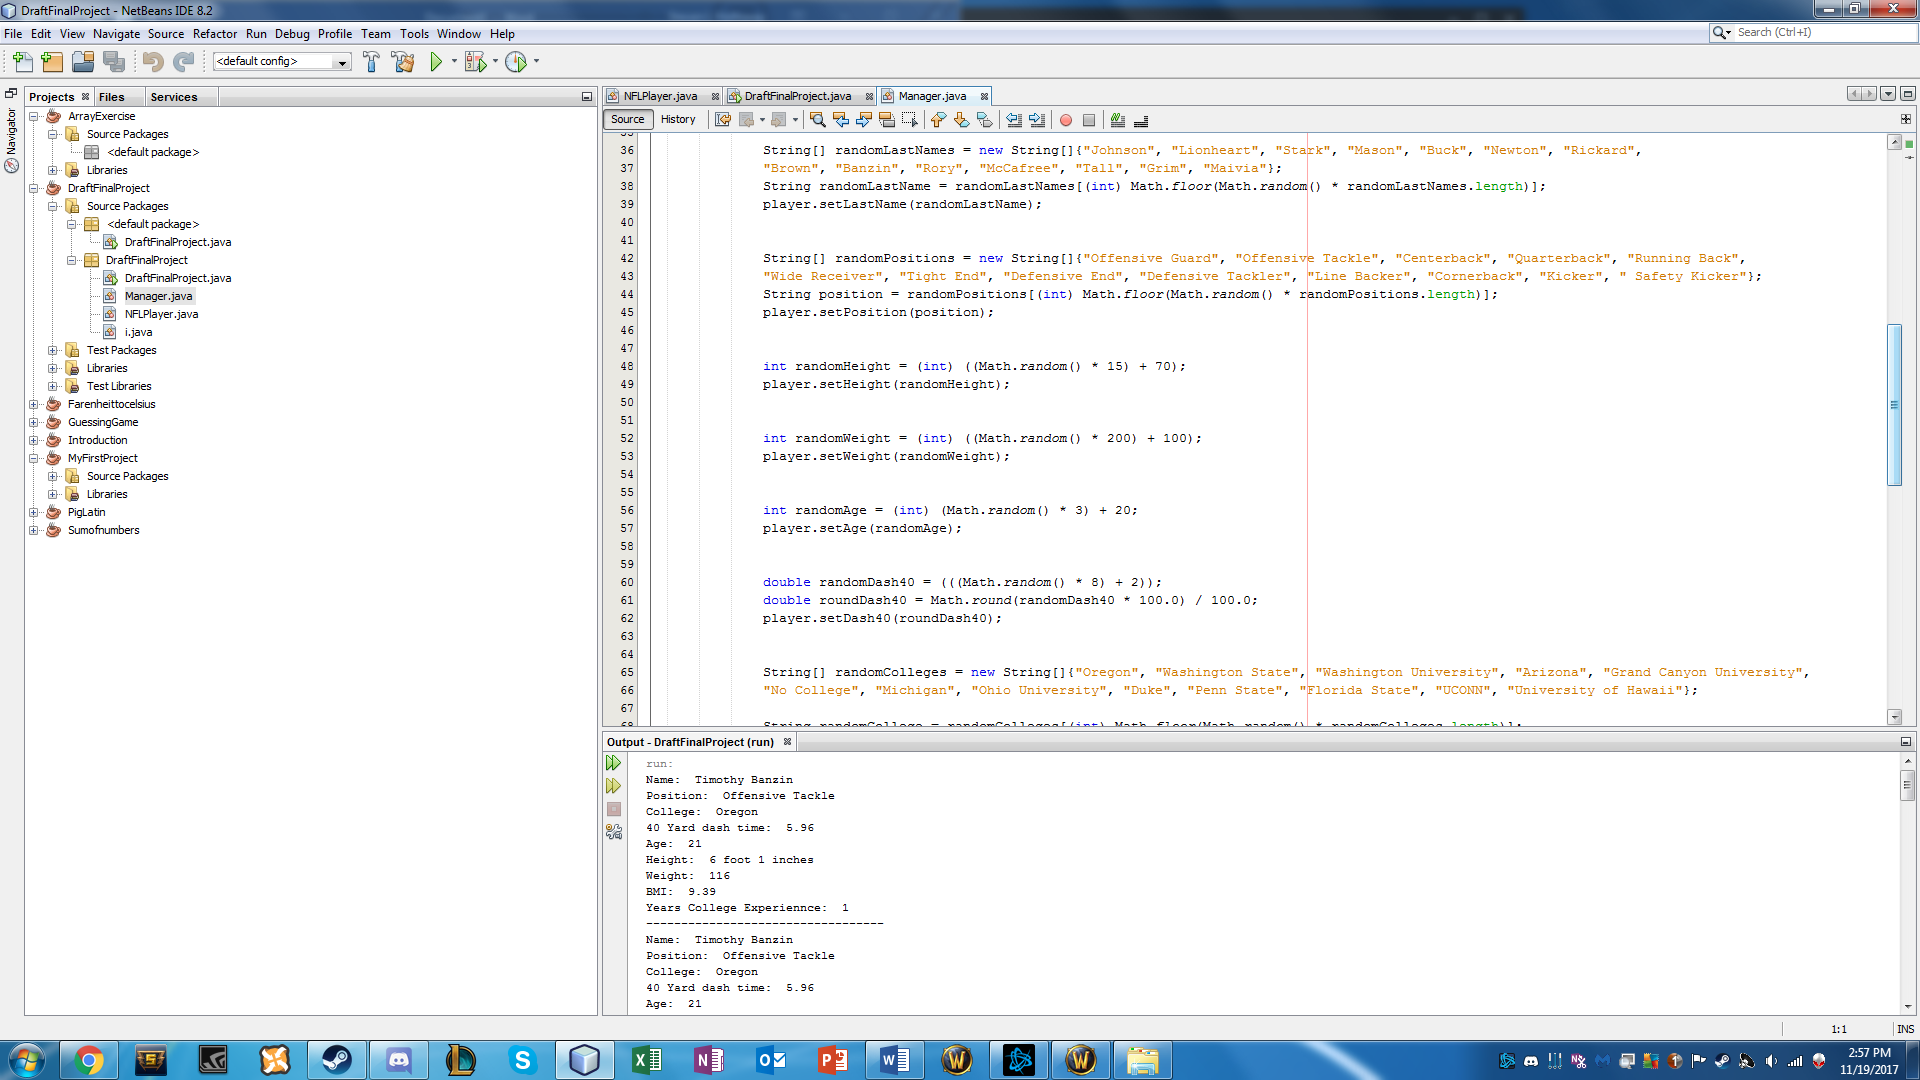 DraftFinalProject - NetBeans IDE 8.2
File Edit View Navigate Source Refactor Run Debug Profile Team Tools Window Help
Search (Ctrl+I)
<default config>
Navigator
Projects Files Services
ArrayExercise
Source Packages
<default package>
Libraries
DraftFinalProject
Source Packages
<default package>
DraftFinalProject.java
DraftFinalProject
DraftFinalProject.java
Manager.java
NFLPlayer.java
i.java
Test Packages
Libraries
Test Libraries
Farenheittocelsius
GuessingGame
Introduction
MyFirstProject
Source Packages
Libraries
PigLatin
Sumofnumbers
NFLPlayer.java DraftFinalProject.java Manager.java
Source History
35
36 String[] randomLastNames = new String[]{"Johnson", "Lionheart", "Stark", "Mason", "Buck", "Newton", "Rickard",
37 "Brown", "Banzin", "Rory", "McCafree", "Tall", "Grim", "Maivia"};
38 String randomLastName = randomLastNames[(int) Math.floor(Math.random() * randomLastNames.length)];
39 player.setLastName(randomLastName);
40
41
42 String[] randomPositions = new String[]{"Offensive Guard", "Offensive Tackle", "Centerback", "Quarterback", "Running Back",
43 "Wide Receiver", "Tight End", "Defensive End", "Defensive Tackler", "Line Backer", "Cornerback", "Kicker", " Safety Kicker"};
44 String position = randomPositions[(int) Math.floor(Math.random() * randomPositions.length)];
45 player.setPosition(position);
46
47
48 int randomHeight = (int) ((Math.random() * 15) + 70);
49 player.setHeight(randomHeight);
50
51
52 int randomWeight = (int) ((Math.random() * 200) + 100);
53 player.setWeight(randomWeight);
54
55
56 int randomAge = (int) (Math.random() * 3) + 20;
57 player.setAge(randomAge);
58
59
60 double randomDash40 = (((Math.random() * 8) + 2));
61 double roundDash40 = Math.round(randomDash40 * 100.0) / 100.0;
62 player.setDash40(roundDash40);
63
64
65 String[] randomColleges = new String[]{"Oregon", "Washington State", "Washington University", "Arizona", "Grand Canyon University",
66 "No College", "Michigan", "Ohio University", "Duke", "Penn State", "Florida State", "UCONN", "University of Hawaii"};
67
68 String randomCollege = randomColleges[(int) Math.floor(Math.random() * randomColleges.length)];
Output - DraftFinalProject (run)
run:
Name:  Timothy Banzin
Position:  Offensive Tackle
College:  Oregon
40 Yard dash time:  5.96
Age:  21
Height:  6 foot 1 inches
Weight:  116
BMI:  9.39
Years College Experiennce:  1
----------------------------------
Name:  Timothy Banzin
Position:  Offensive Tackle
College:  Oregon
40 Yard dash time:  5.96
Age:  21
1:1 INS
2:57 PM
11/19/2017